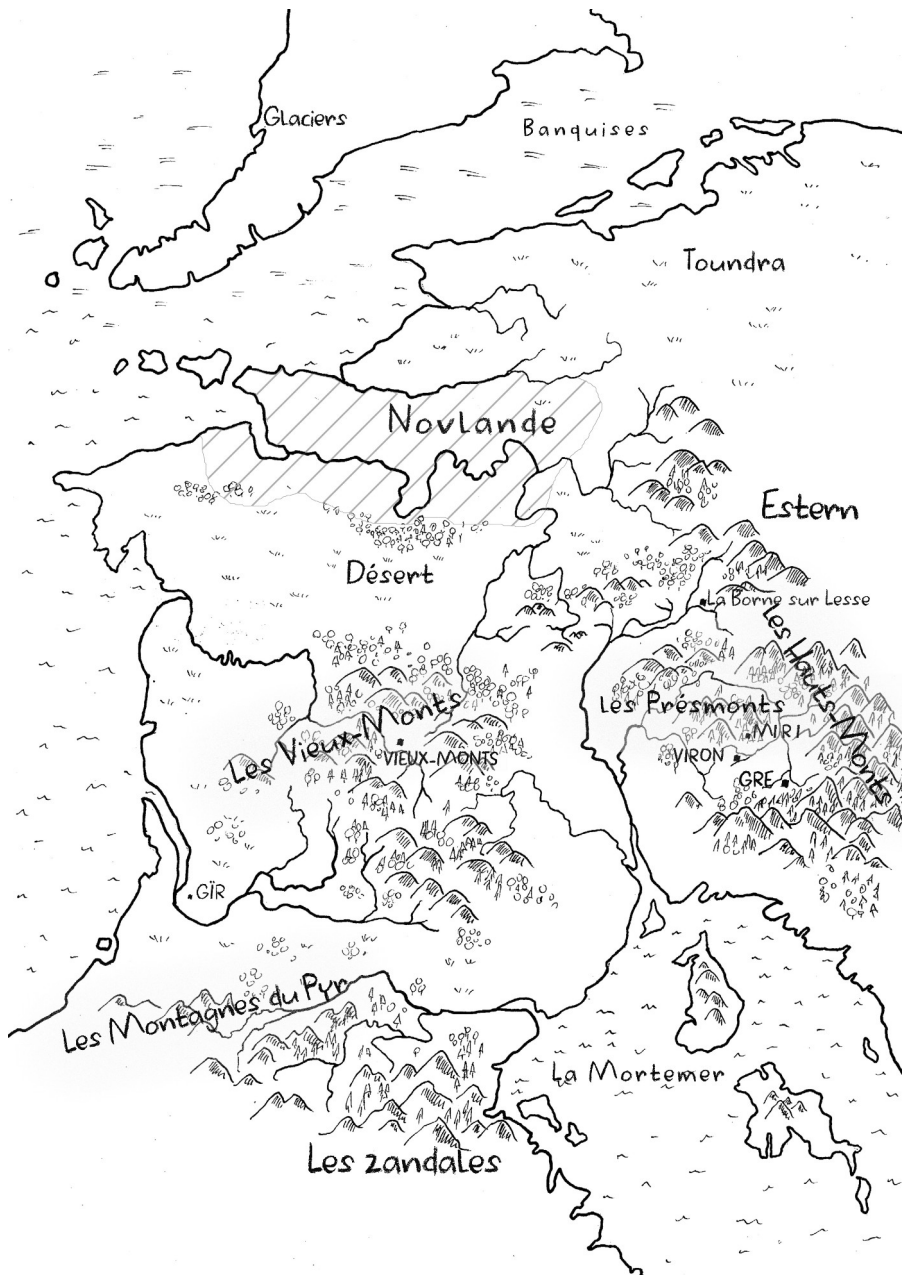 Glaciers
Banquises
Toundra
Novlande
Estern
Désert
La Borne sur Lesse
Les Hauts-Monts
Les Présmonts
Les Vieux-Monts
MIRI
VIEUX-MONTS
VIRON
GRE
GÏR
Les Montagnes du Pyr
La Mortemer
Les zandales